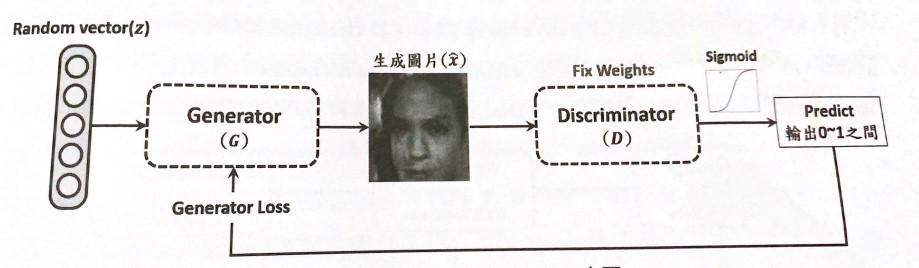 Random vector(z)
Generator
(G)
Generator Loss
生成圖片(x̃)
Fix Weights
Discriminator
(D)
Sigmoid
Predict
輸出0~1之間